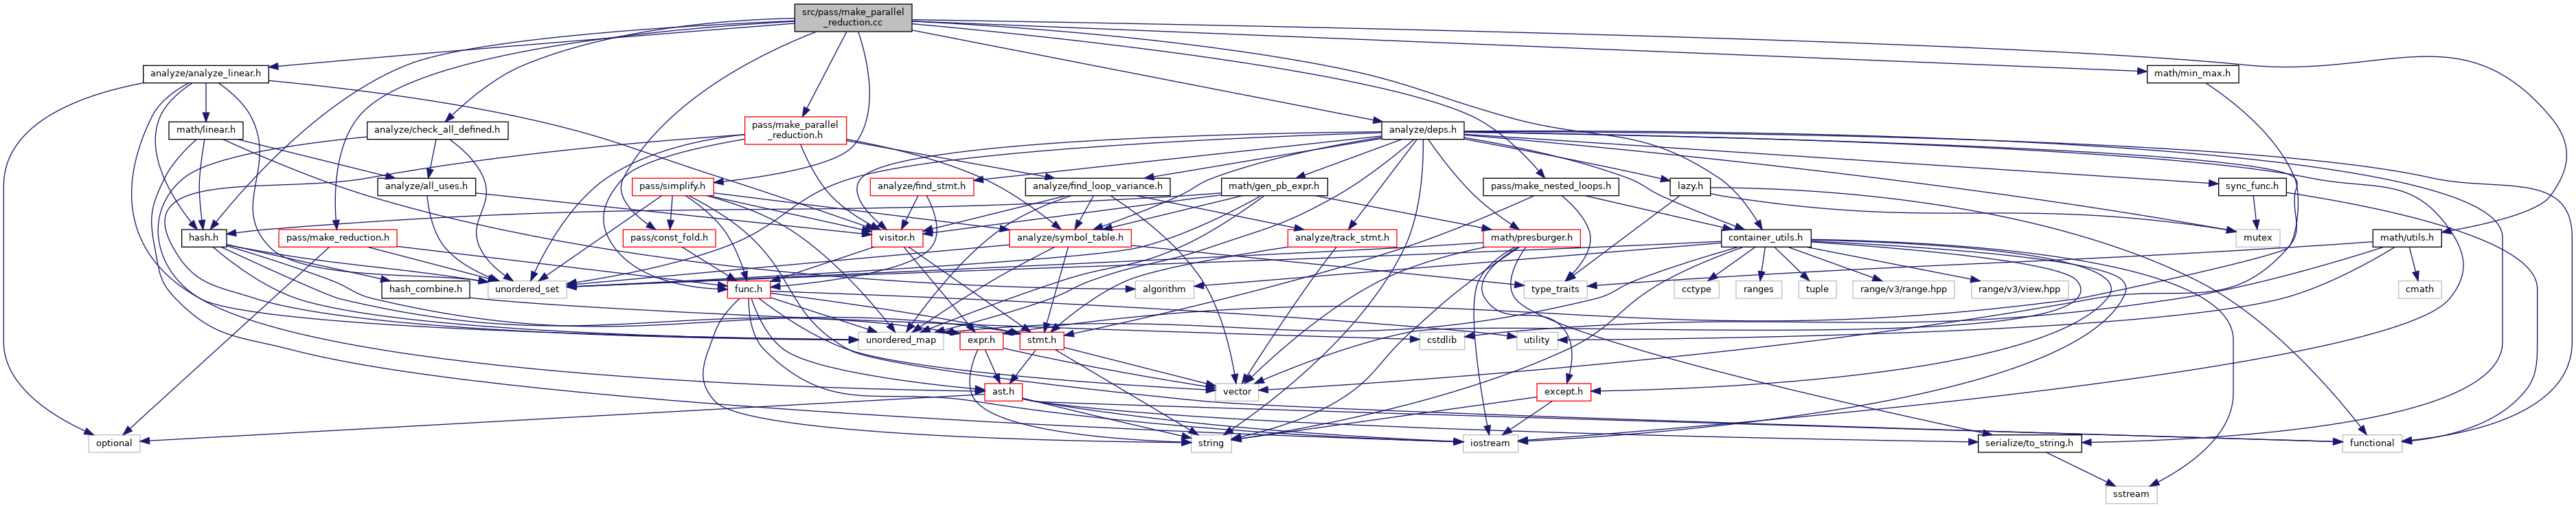 src/pass/make_parallel
_reduction.cc
analyze/analyze_linear.h
math/min_max.h
math/linear.h
analyze/check_all_defined.h
pass/make_parallel
_reduction.h
analyze/deps.h
analyze/all_uses.h
pass/simplify.h
analyze/find_stmt.h
analyze/find_loop_variance.h
math/gen_pb_expr.h
pass/make_nested_loops.h
lazy.h
sync_func.h
hash.h
pass/make_reduction.h
pass/const_fold.h
visitor.h
analyze/symbol_table.h
analyze/track_stmt.h
math/presburger.h
container_utils.h
mutex
math/utils.h
hash_combine.h
unordered_set
func.h
algorithm
type_traits
cctype
ranges
tuple
range/v3/range.hpp
range/v3/view.hpp
cmath
unordered_map
expr.h
stmt.h
cstdlib
utility
ast.h
vector
except.h
optional
string
iostream
serialize/to_string.h
functional
sstream